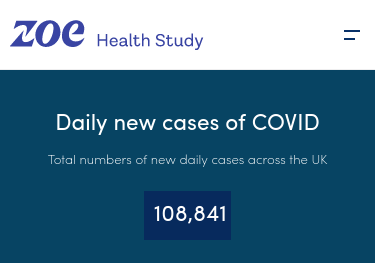 ZOE Health Study
Daily new cases of COVID
Total numbers of new daily cases across the UK
108,841